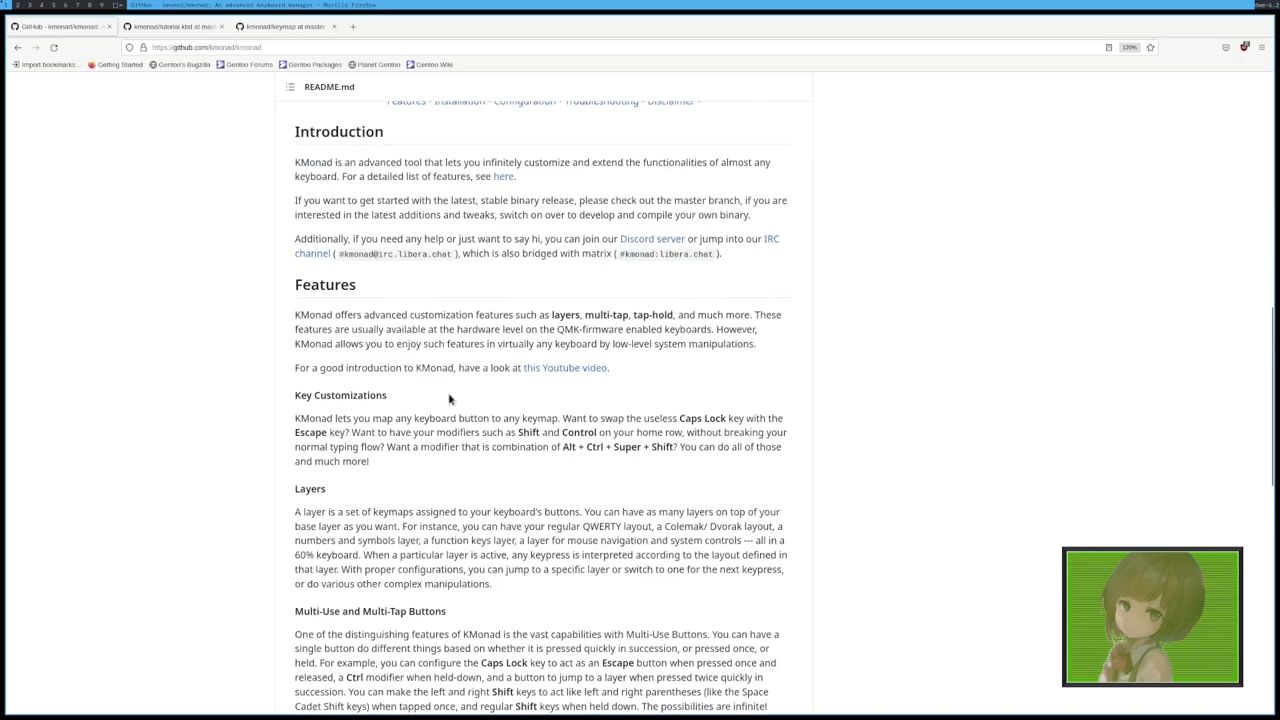 1 2 3 4 5 6 7 8 9 []= GitHub - kmonad/kmonad: An advanced keyboard manager — Mozilla Firefox
GitHub - kmonad/kmonad: A × kmonad/tutorial.kbd at mast × kmonad/keymap at master × +
https://github.com/kmonad/kmonad 120%
Import bookmarks... Getting Started Gentoo's Bugzilla Gentoo Forums Gentoo Packages Planet Gentoo Gentoo Wiki
README.md
Features • Installation • Configuration • Troubleshooting • Disclaimer •
Introduction
KMonad is an advanced tool that lets you infinitely customize and extend the functionalities of almost any
keyboard. For a detailed list of features, see here.
If you want to get started with the latest, stable binary release, please check out the master branch, if you are
interested in the latest additions and tweaks, switch on over to develop and compile your own binary.
Additionally, if you need any help or just want to say hi, you can join our Discord server or jump into our IRC
channel ( #kmonad@irc.libera.chat ), which is also bridged with matrix ( #kmonad:libera.chat ).
Features
KMonad offers advanced customization features such as layers, multi-tap, tap-hold, and much more. These
features are usually available at the hardware level on the QMK-firmware enabled keyboards. However,
KMonad allows you to enjoy such features in virtually any keyboard by low-level system manipulations.
For a good introduction to KMonad, have a look at this Youtube video.
Key Customizations
KMonad lets you map any keyboard button to any keymap. Want to swap the useless Caps Lock key with the
Escape key? Want to have your modifiers such as Shift and Control on your home row, without breaking your
normal typing flow? Want a modifier that is combination of Alt + Ctrl + Super + Shift? You can do all of those
and much more!
Layers
A layer is a set of keymaps assigned to your keyboard's buttons. You can have as many layers on top of your
base layer as you want. For instance, you can have your regular QWERTY layout, a Colemak/ Dvorak layout, a
numbers and symbols layer, a function keys layer, a layer for mouse navigation and system controls --- all in a
60% keyboard. When a particular layer is active, any keypress is interpreted according to the layout defined in
that layer. With proper configurations, you can jump to a specific layer or switch to one for the next keypress,
or do various other complex manipulations.
Multi-Use and Multi-Tap Buttons
One of the distinguishing features of KMonad is the vast capabilities with Multi-Use Buttons. You can have a
single button do different things based on whether it is pressed quickly in succession, or pressed once, or
held. For example, you can configure the Caps Lock key to act as an Escape button when pressed once and
released, a Ctrl modifier when held-down, and a button to jump to a layer when pressed twice quickly in
succession. You can make the left and right Shift keys to act like left and right parentheses (like the Space
Cadet Shift keys) when tapped once, and regular Shift keys when held down. The possibilities are infinite!